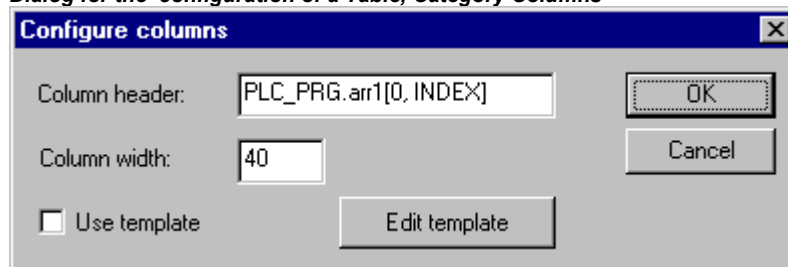 Dialog for the configuration of a Table, Category Columns
Configure columns
Column header: PLC_PRG.arr1[0, INDEX] OK
Column width: 40 Cancel
Use template Edit template